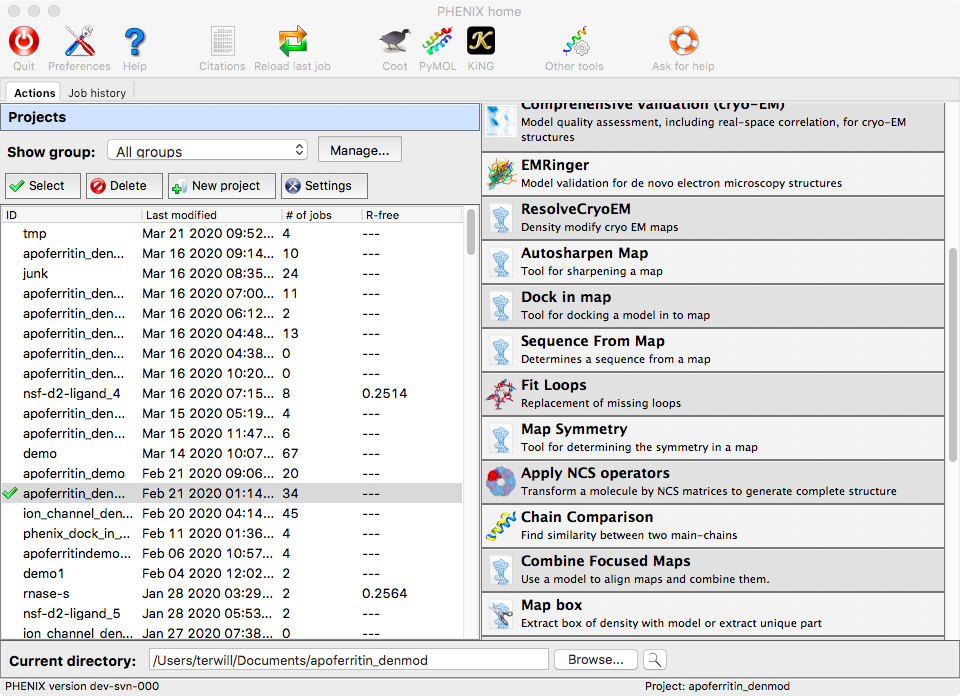 PHENIX home
Quit Preferences Help Citations Reload last job Coot PyMOL KiNG Other tools Ask for help
Actions Job history
Projects
Show group: All groups Manage...
Select Delete New project Settings
ID Last modified # of jobs R-free
tmp Mar 21 2020 09:52... 4 ---
apoferritin_den... Mar 16 2020 09:14... 10 ---
junk Mar 16 2020 08:35... 24 ---
apoferritin_den... Mar 16 2020 07:00... 11 ---
apoferritin_den... Mar 16 2020 06:12... 2 ---
apoferritin_den... Mar 16 2020 04:48... 13 ---
apoferritin_den... Mar 16 2020 04:38... 0 ---
apoferritin_den... Mar 16 2020 10:20... 0 ---
nsf-d2-ligand_4 Mar 16 2020 07:15... 8 0.2514
apoferritin_den... Mar 15 2020 05:19... 4 ---
apoferritin_den... Mar 15 2020 11:47... 6 ---
demo Mar 14 2020 10:07... 67 ---
apoferritin_demo Feb 21 2020 09:06... 20 ---
apoferritin_den... Feb 21 2020 01:14... 34 ---
ion_channel_den... Feb 20 2020 04:14... 45 ---
phenix_dock_in_... Feb 11 2020 01:36... 4 ---
apoferritindemo... Feb 06 2020 10:57... 4 ---
demo1 Feb 04 2020 12:02... 2 ---
rnase-s Jan 28 2020 03:29... 2 0.2564
nsf-d2-ligand_5 Jan 28 2020 05:53... 2 ---
ion_channel_den... Jan 27 2020 07:38... 0 ---
Comprehensive validation (cryo-EM)
Model quality assessment, including real-space correlation, for cryo-EM
structures
EMRinger
Model validation for de novo electron microscopy structures
ResolveCryoEM
Density modify cryo EM maps
Autosharpen Map
Tool for sharpening a map
Dock in map
Tool for docking a model in to map
Sequence From Map
Determines a sequence from a map
Fit Loops
Replacement of missing loops
Map Symmetry
Tool for determining the symmetry in a map
Apply NCS operators
Transform a molecule by NCS matrices to generate complete structure
Chain Comparison
Find similarity between two main-chains
Combine Focused Maps
Use a model to align maps and combine them.
Map box
Extract box of density with model or extract unique part
Current directory: /Users/terwill/Documents/apoferritin_denmod Browse...
PHENIX version dev-svn-000 Project: apoferritin_denmod